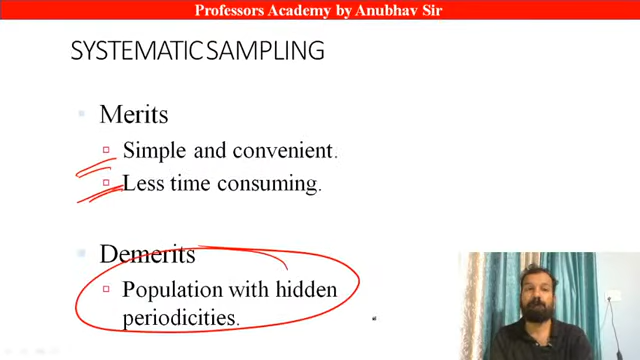 Professors Academy by Anubhav Sir
SYSTEMATIC SAMPLING
Merits
Simple and convenient.
Less time consuming.
Demerits
Population with hidden
periodicities.